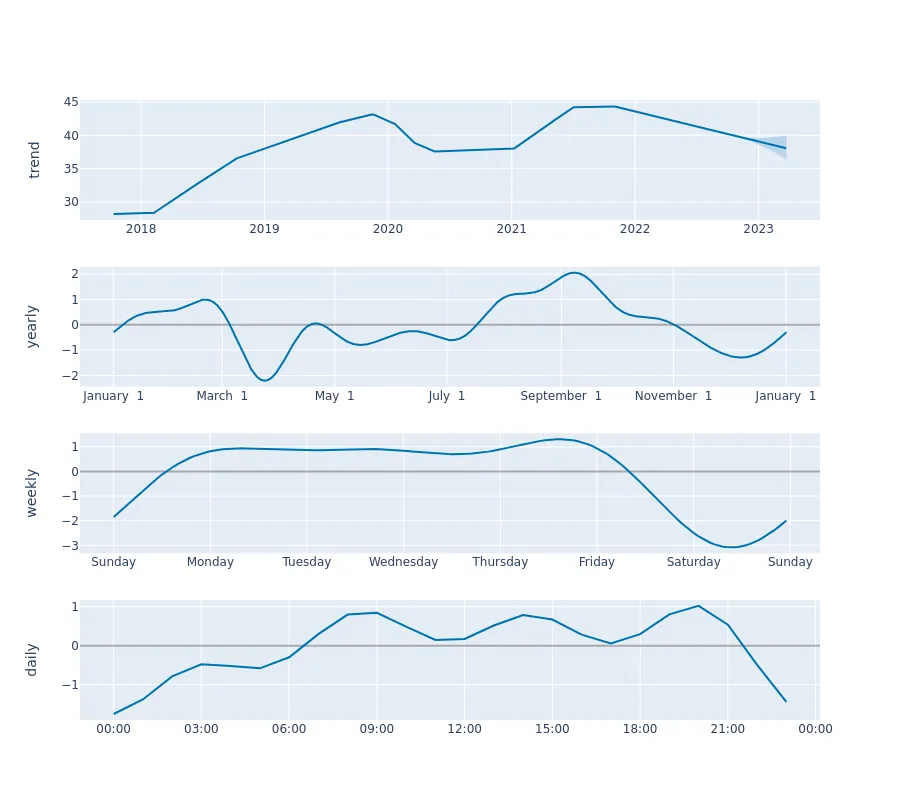 trend
45
40
35
30
2018 2019 2020 2021 2022 2023
yearly
2
1
0
−1
−2
January 1 March 1 May 1 July 1 September 1 November 1 January 1
weekly
1
0
−1
−2
−3
Sunday Monday Tuesday Wednesday Thursday Friday Saturday Sunday
daily
1
0
−1
00:00 03:00 06:00 09:00 12:00 15:00 18:00 21:00 00:00